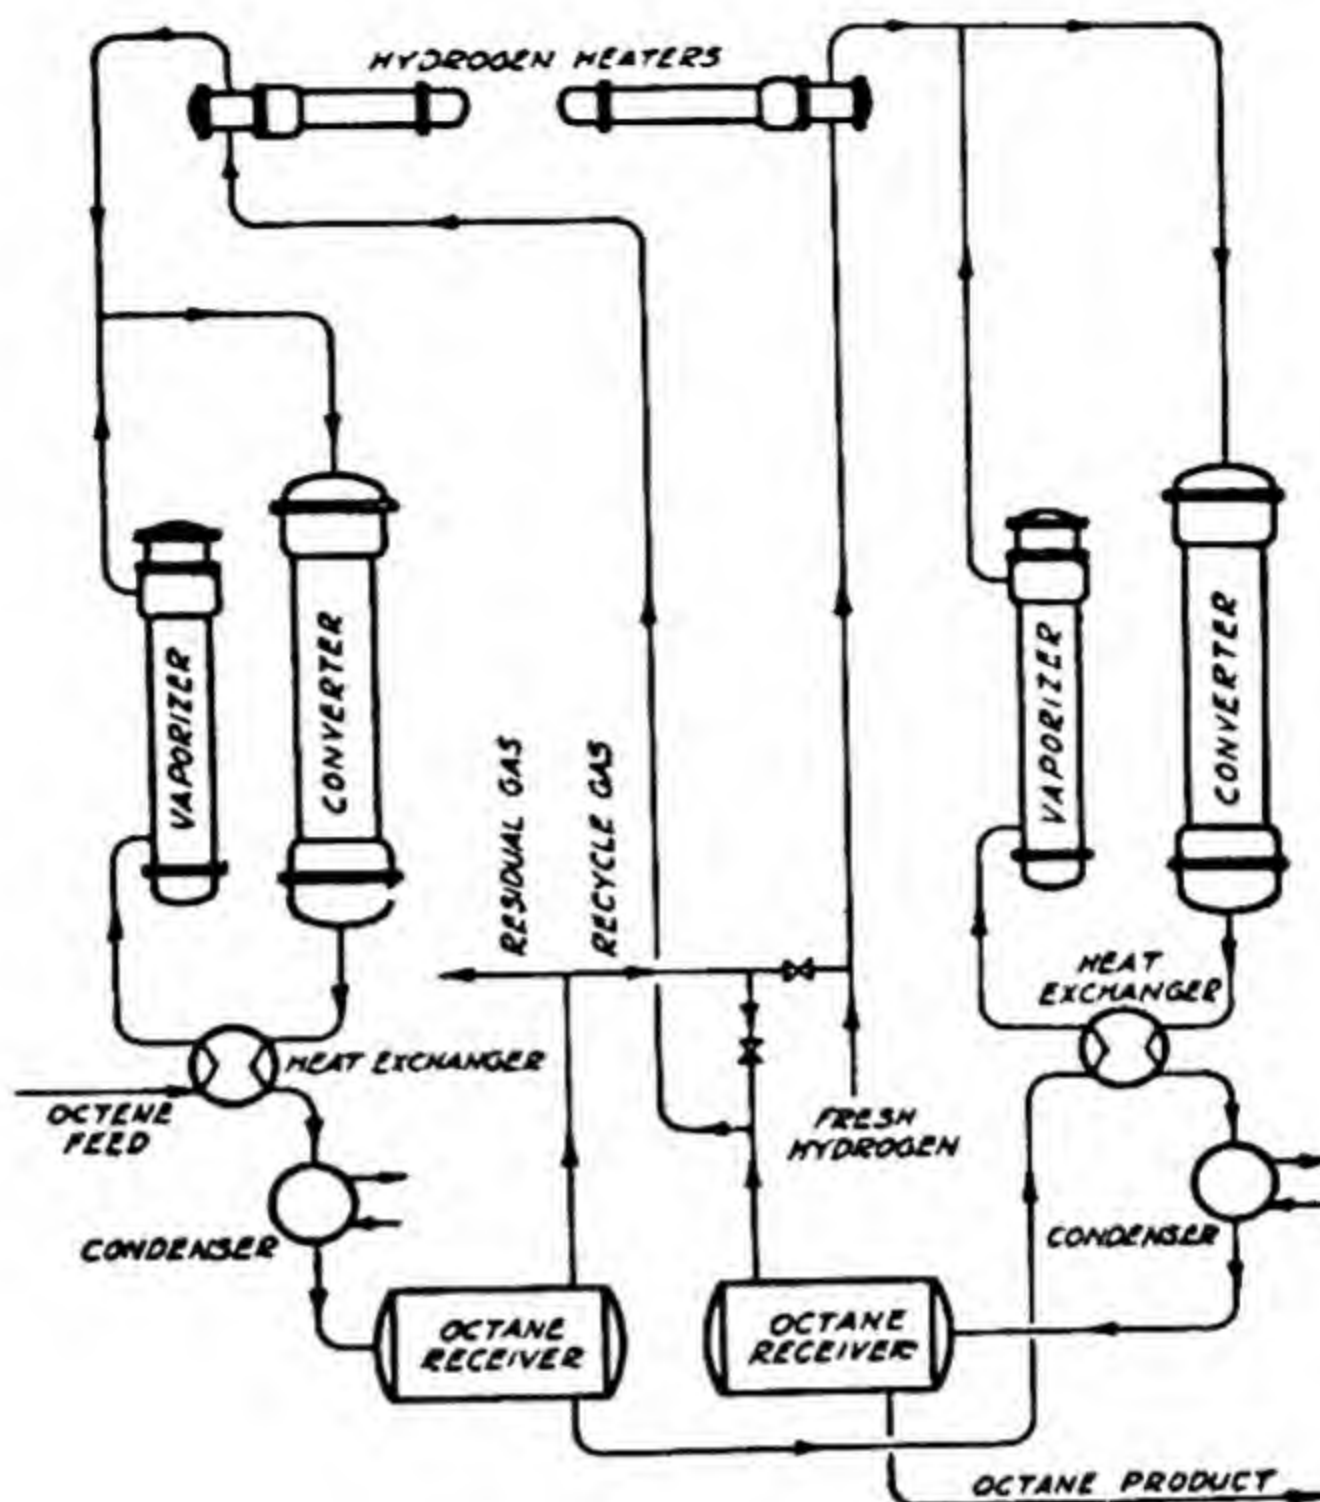 HYDROGEN HEATERS
VAPORIZER
CONVERTER
VAPORIZER
CONVERTER
RESIDUAL GAS
RECYCLE GAS
HEAT
EXCHANGER
HEAT EXCHANGER
OCTENE
FEED
FRESH
HYDROGEN
CONDENSER
CONDENSER
OCTANE
RECEIVER
OCTANE
RECEIVER
OCTANE PRODUCT